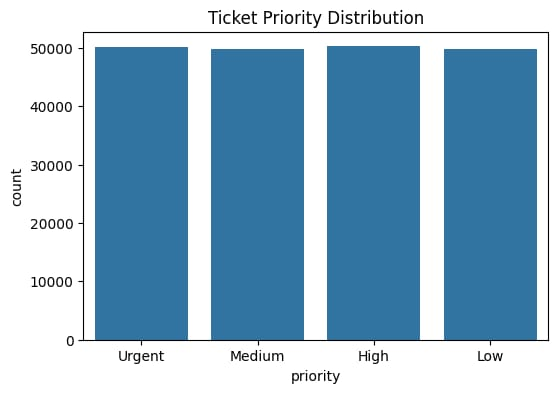 Ticket Priority Distribution
50000
40000
30000
20000
10000
0
count
Urgent Medium High Low
priority